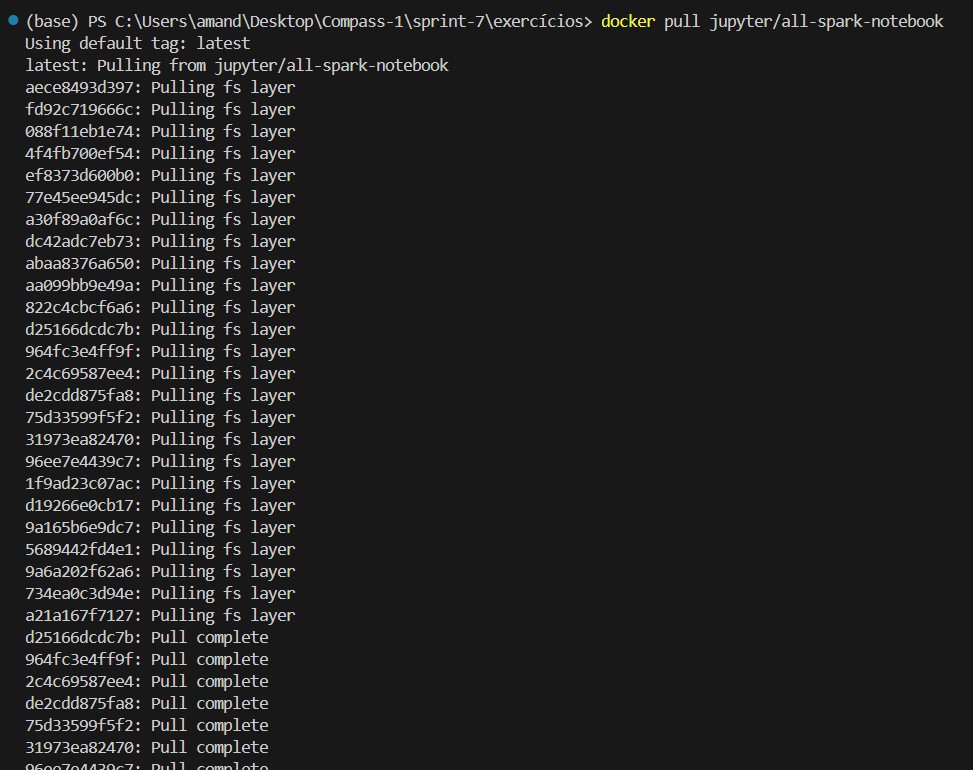 (base) PS C:\Users\amand\Desktop\Compass-1\sprint-7\exercícios> docker pull jupyter/all-spark-notebook
Using default tag: latest
latest: Pulling from jupyter/all-spark-notebook
aece8493d397: Pulling fs layer
fd92c719666c: Pulling fs layer
088f11eb1e74: Pulling fs layer
4f4fb700ef54: Pulling fs layer
ef8373d600b0: Pulling fs layer
77e45ee945dc: Pulling fs layer
a30f89a0af6c: Pulling fs layer
dc42adc7eb73: Pulling fs layer
abaa8376a650: Pulling fs layer
aa099bb9e49a: Pulling fs layer
822c4cbcf6a6: Pulling fs layer
d25166dcdc7b: Pulling fs layer
964fc3e4ff9f: Pulling fs layer
2c4c69587ee4: Pulling fs layer
de2cdd875fa8: Pulling fs layer
75d33599f5f2: Pulling fs layer
31973ea82470: Pulling fs layer
96ee7e4439c7: Pulling fs layer
1f9ad23c07ac: Pulling fs layer
d19266e0cb17: Pulling fs layer
9a165b6e9dc7: Pulling fs layer
5689442fd4e1: Pulling fs layer
9a6a202f62a6: Pulling fs layer
734ea0c3d94e: Pulling fs layer
a21a167f7127: Pulling fs layer
d25166dcdc7b: Pull complete
964fc3e4ff9f: Pull complete
2c4c69587ee4: Pull complete
de2cdd875fa8: Pull complete
75d33599f5f2: Pull complete
31973ea82470: Pull complete
96ee7e4439c7: Pull complete